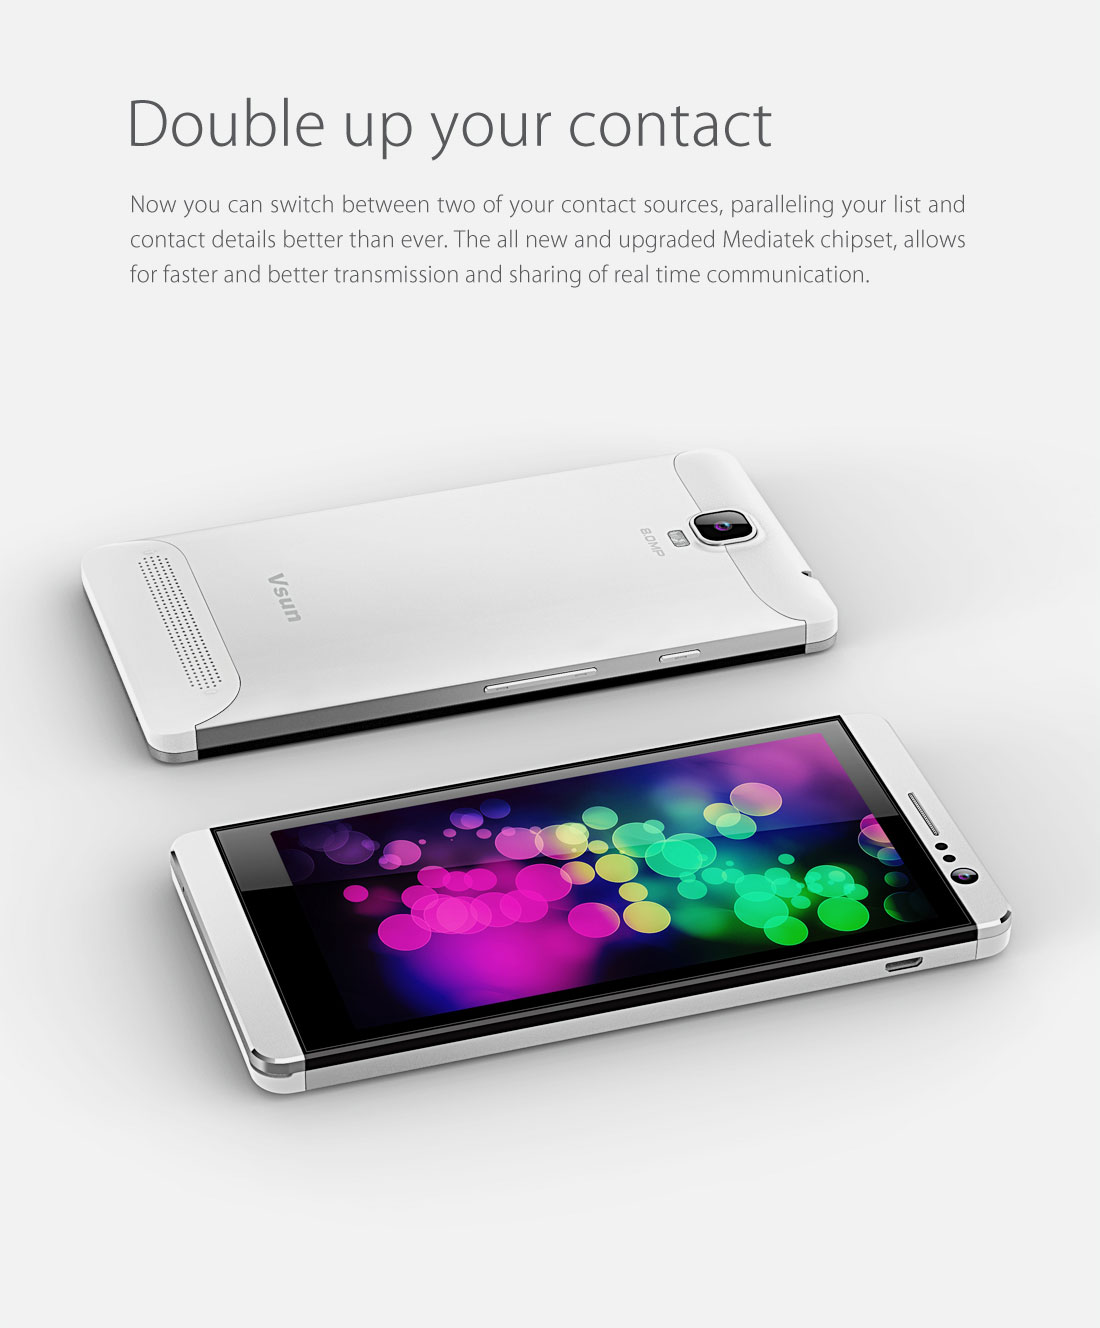 Double up your contact
Now you can switch between two of your contact sources, paralleling your list and
contact details better than ever. The all new and upgraded Mediatek chipset, allows
for faster and better transmission and sharing of real time communication.
8.0MP
Vsun